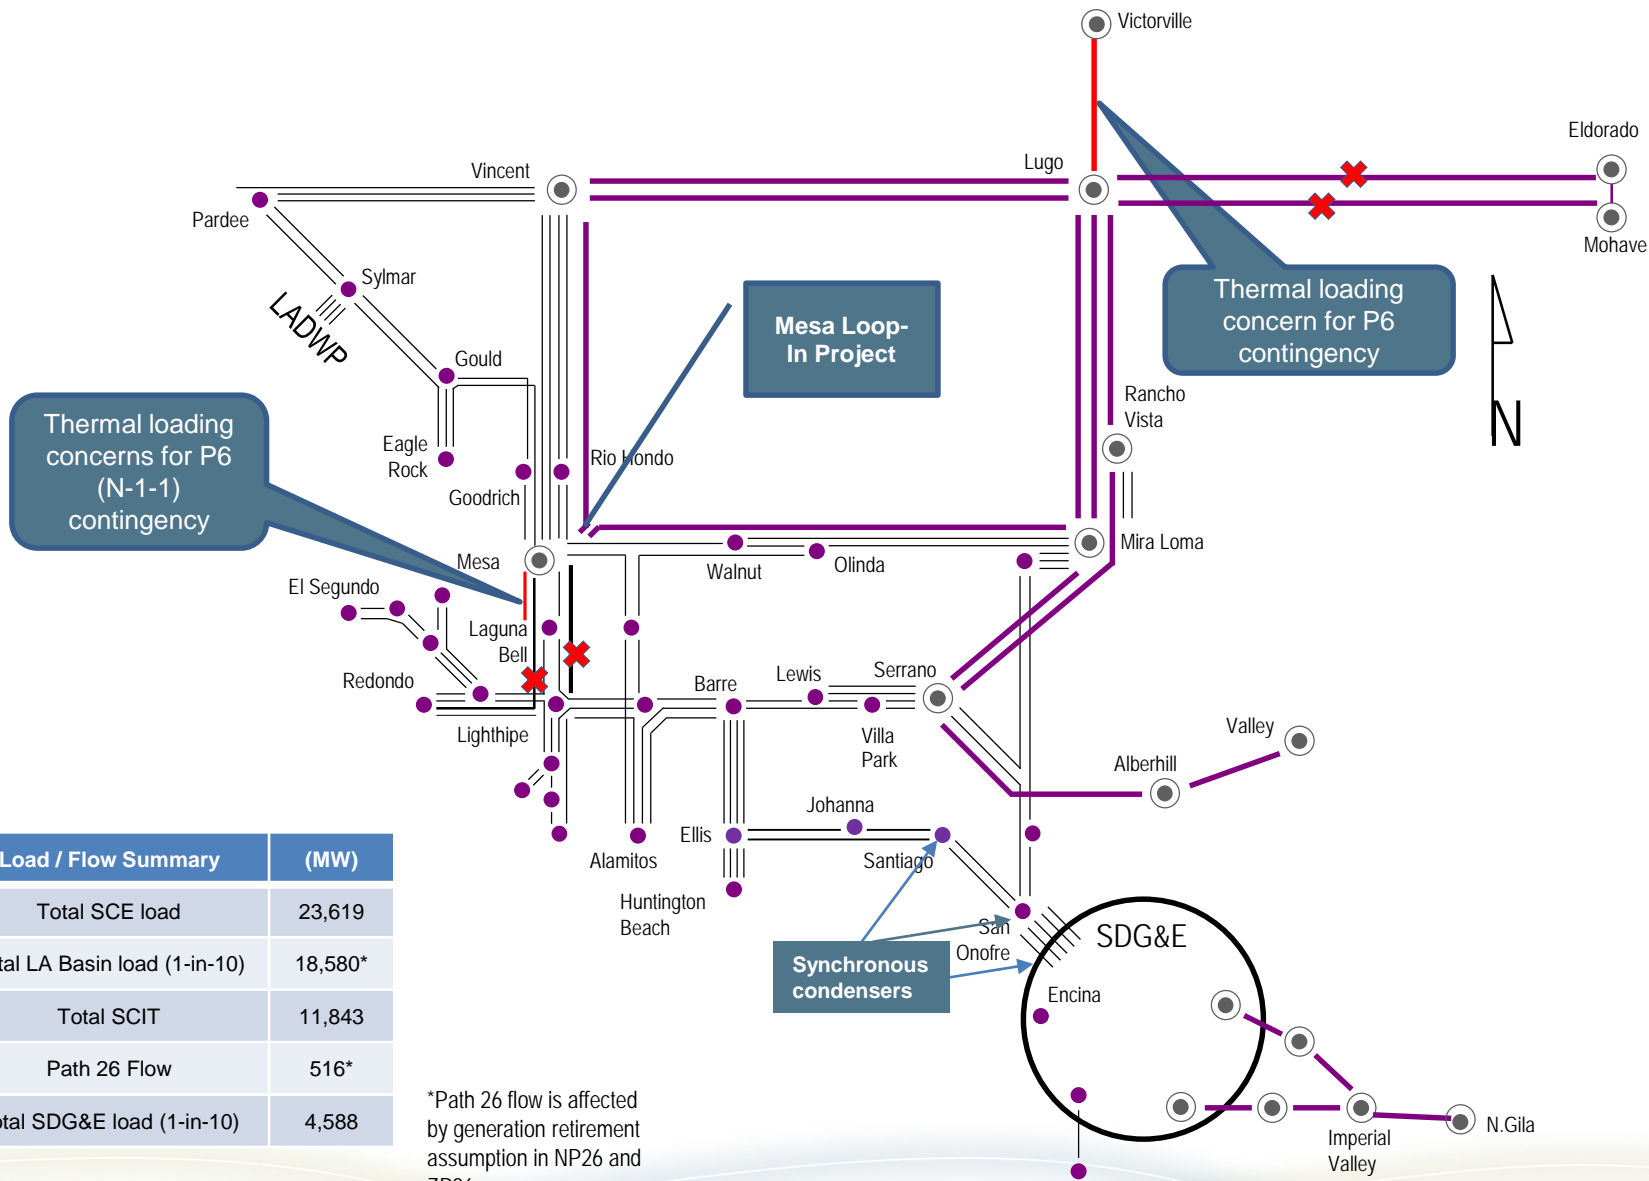 Victorville
Eldorado
Lugo
Vincent
Pardee
Mohave
Sylmar
LADWP
Thermal loading
concern for P6
contingency
Mesa Loop-
In Project
Gould
Rancho
Vista
N
Thermal loading
concerns for P6
(N-1-1)
contingency
Eagle
Rock
Rio Hondo
Goodrich
Mesa
Walnut
Olinda
Mira Loma
El Segundo
Laguna
Bell
Redondo
Barre
Lewis
Serrano
Lighthipe
Villa
Park
Valley
Alberhill
Johanna
Ellis
Alamitos
Santiago
Huntington
Beach
San
Onofre
SDG&E
Synchronous
condensers
Encina
Imperial
Valley
N.Gila
Load / Flow Summary (MW)
Total SCE load 23,619
LA Basin load (1-in-10) 18,580*
Total SCIT 11,843
Path 26 Flow 516*
SDG&E load (1-in-10) 4,588
*Path 26 flow is affected
by generation retirement
assumption in NP26 and